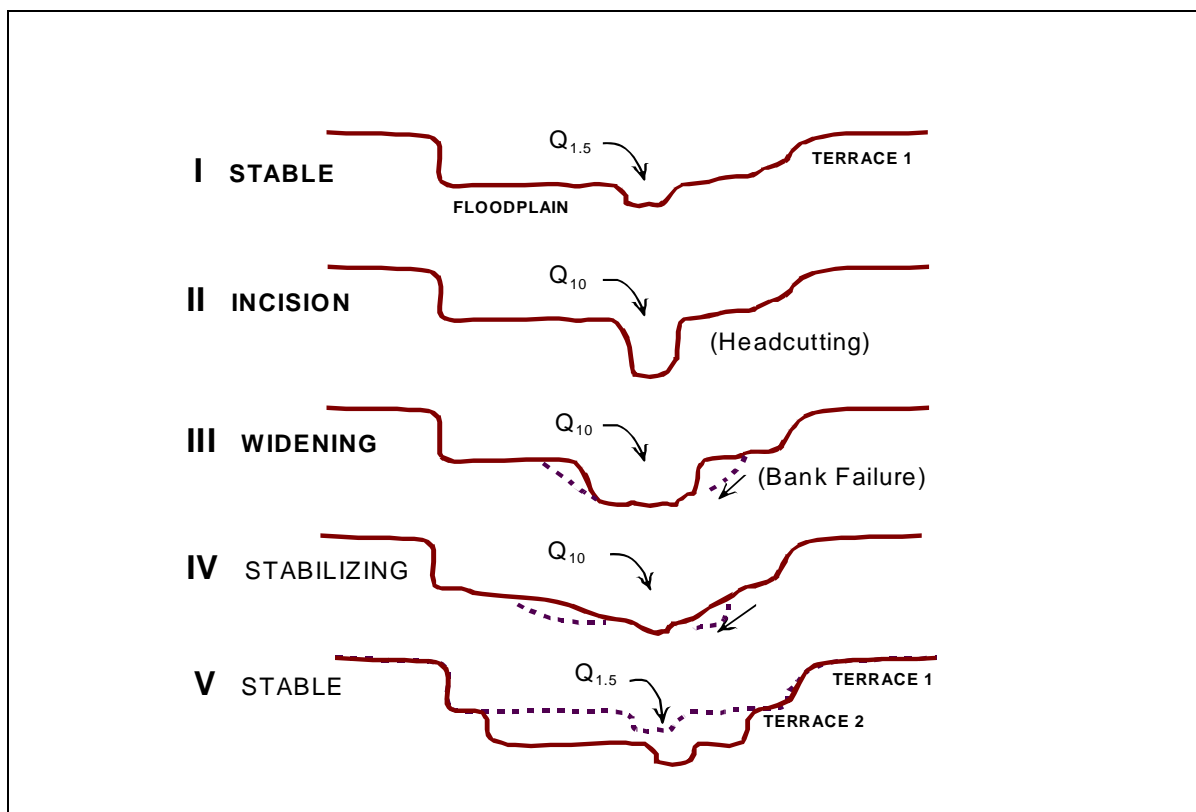 Q1.5
I STABLE
TERRACE 1
FLOODPLAIN
Q10
II INCISION
(Headcutting)
Q10
III WIDENING
(Bank Failure)
Q10
IV STABILIZING
Q1.5
V STABLE
TERRACE 1
TERRACE 2